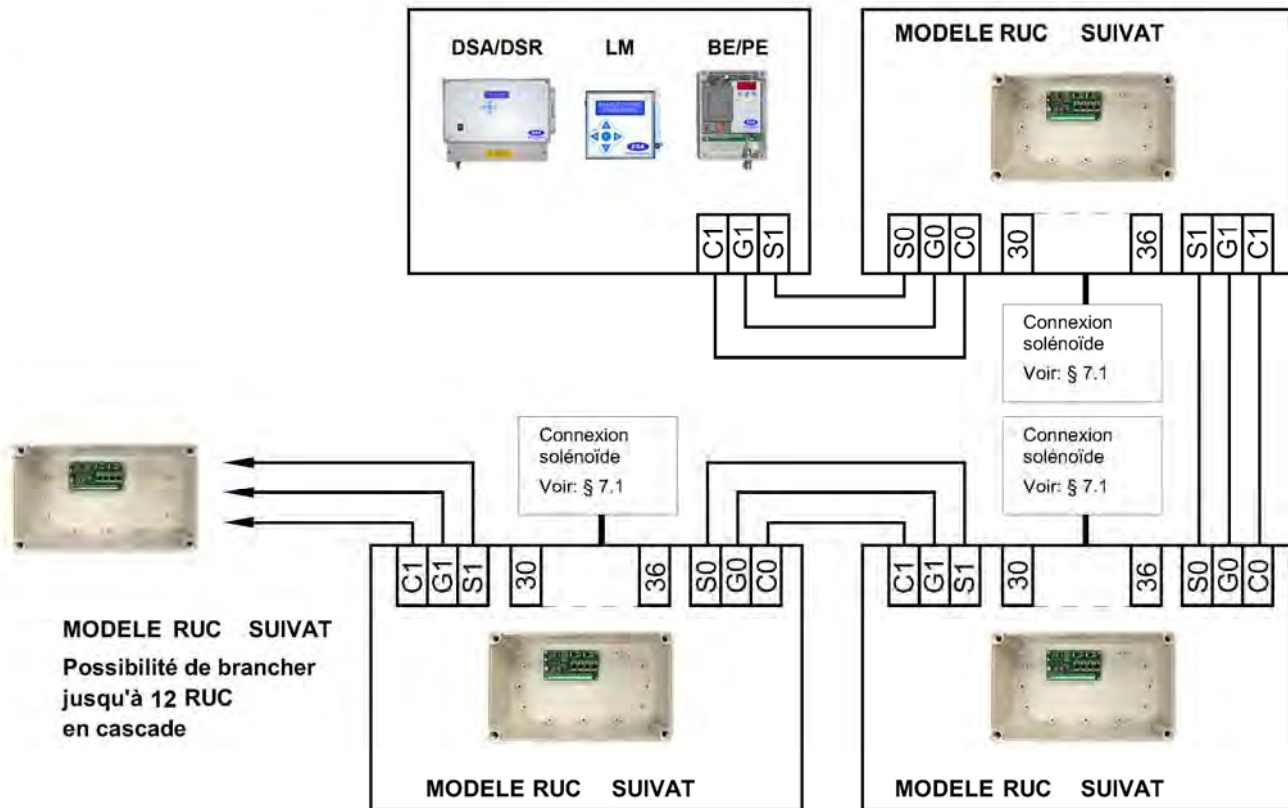 DSA/DSR LM BE/PE
MODELE RUC SUIVAT
ESA
ESA
ESA
C1 G1 S1
S0 G0 C0 30 36 S1 G1 C1
Connexion
solénoïde
Voir: § 7.1
Connexion
solénoïde
Voir: § 7.1
Connexion
solénoïde
Voir: § 7.1
C1 G1 S1 30 36 S0 G0 C0
C1 G1 S1 30 36 S0 G0 C0
MODELE RUC SUIVAT
Possibilité de brancher
jusqu'à 12 RUC
en cascade
MODELE RUC SUIVAT
MODELE RUC SUIVAT